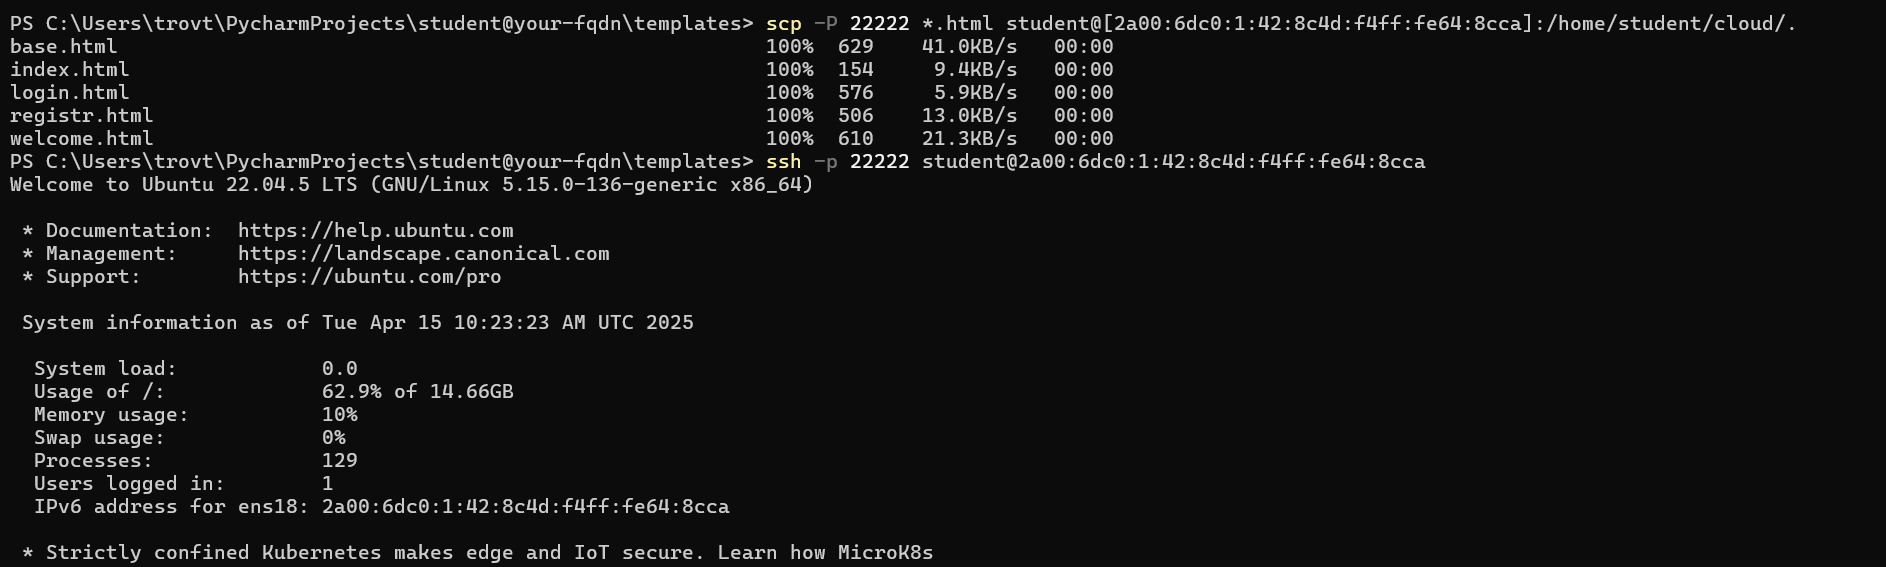 PS C:\Users\trovt\PycharmProjects\student@your-fqdn\templates> scp -P 22222 *.html student@[2a00:6dc0:1:42:8c4d:f4ff:fe64:8cca]:/home/student/cloud/.
base.html 100% 629 41.0KB/s 00:00
index.html 100% 154 9.4KB/s 00:00
login.html 100% 576 5.9KB/s 00:00
registr.html 100% 506 13.0KB/s 00:00
welcome.html 100% 610 21.3KB/s 00:00
PS C:\Users\trovt\PycharmProjects\student@your-fqdn\templates> ssh -p 22222 student@2a00:6dc0:1:42:8c4d:f4ff:fe64:8cca
Welcome to Ubuntu 22.04.5 LTS (GNU/Linux 5.15.0-136-generic x86_64)
* Documentation: https://help.ubuntu.com
* Management: https://landscape.canonical.com
* Support: https://ubuntu.com/pro
System information as of Tue Apr 15 10:23:23 AM UTC 2025
System load: 0.0
Usage of /: 62.9% of 14.66GB
Memory usage: 10%
Swap usage: 0%
Processes: 129
Users logged in: 1
IPv6 address for ens18: 2a00:6dc0:1:42:8c4d:f4ff:fe64:8cca
* Strictly confined Kubernetes makes edge and IoT secure. Learn how MicroK8s